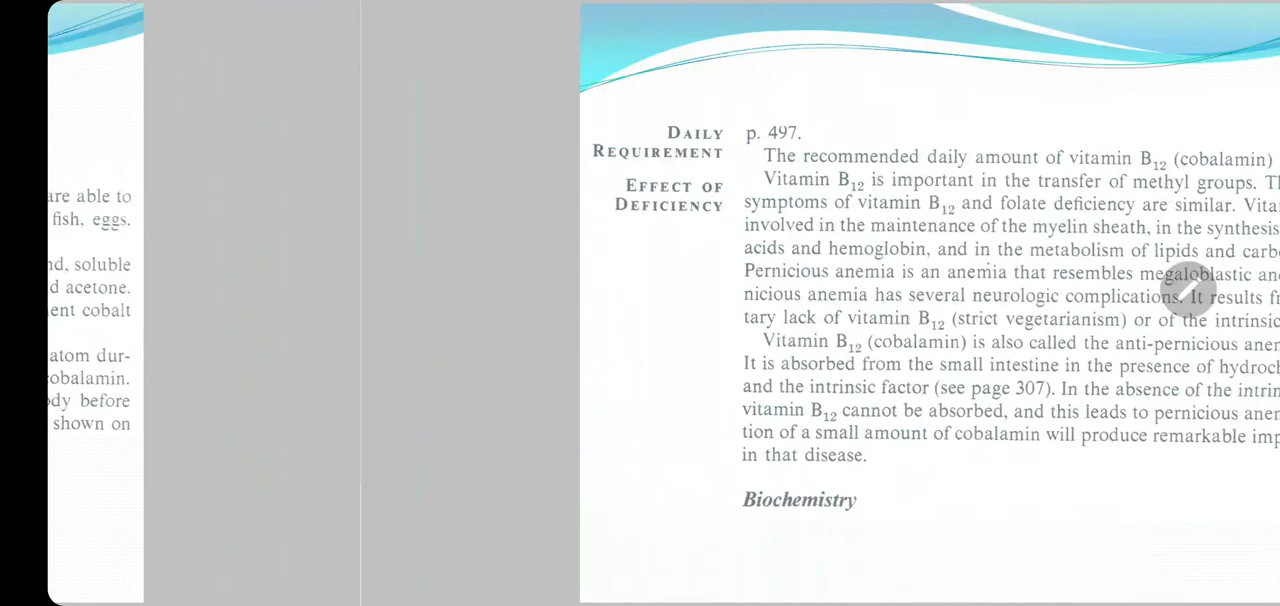 are able to
fish, eggs.
soluble
acetone.
cobalt
atom dur-
before
shown on
DAILY
REQUIREMENT
EFFECT OF
DEFICIENCY
p. 497.
The recommended daily amount of vitamin B12 (cobalamin)
Vitamin B12 is important in the transfer of methyl groups.
symptoms of vitamin B12 and folate deficiency are similar.
involved in the maintenance of the myelin sheath, in the synthesis
acids and hemoglobin, and in the metabolism of lipids and
Pernicious anemia is an anemia that resembles megaloblastic
nicious anemia has several neurologic complications. It results
tary lack of vitamin B12 (strict vegetarianism) or of the intrinsic
Vitamin B12 (cobalamin) is also called the anti-pernicious
It is absorbed from the small intestine in the presence of
and the intrinsic factor (see page 307). In the absence of the
vitamin B12 cannot be absorbed, and this leads to pernicious
tion of a small amount of cobalamin will produce remarkable
in that disease.
Biochemistry